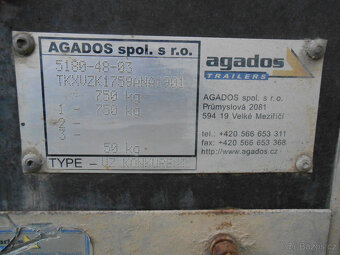 AGADOS spol. s r.o.
5180-48-03
750 kg
1 - 750 kg
2 -
3 -
50 kg
TYPE -
agados
TRAILERS
AGADOS spol. s r.o.
Průmyslová 2081
594 19 Velké Meziříčí
tel.: +420 566 653 311
fax: +420 566 653 368
http://www.agados.cz
Bazoš.cz